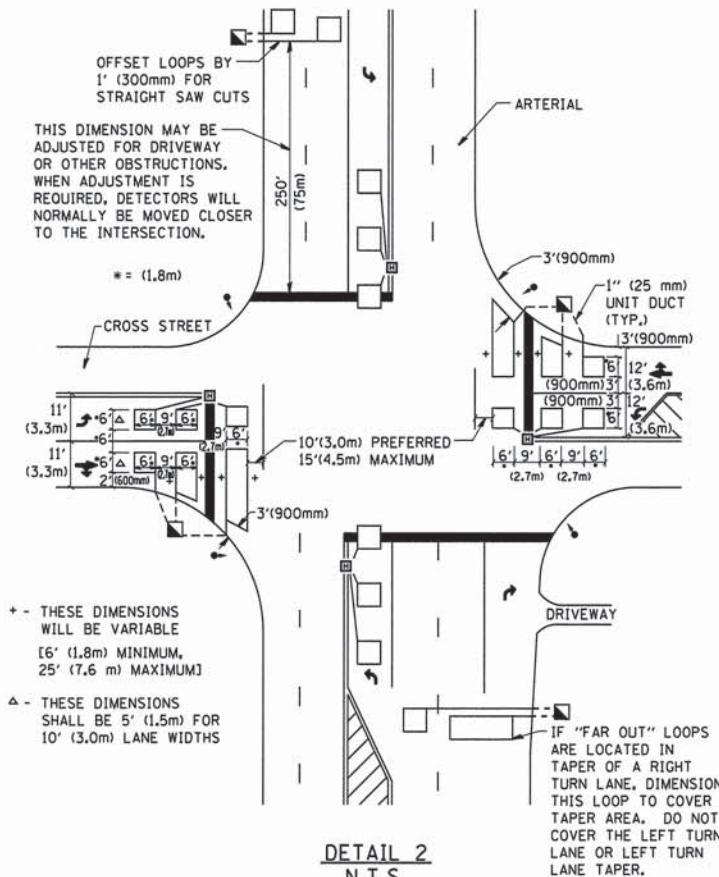 OFFSET LOOPS BY
1' (300mm) FOR
STRAIGHT SAW CUTS
THIS DIMENSION MAY BE
ADJUSTED FOR DRIVEWAY
OR OTHER OBSTRUCTIONS.
WHEN ADJUSTMENT IS
REQUIRED, DETECTORS WILL
NORMALLY BE MOVED CLOSER
TO THE INTERSECTION.
* = (1.8m)
250'
(75m)
ARTERIAL
3'(900mm)
1" (25 mm)
UNIT DUCT
(TYP.)
3'(900mm)
CROSS STREET
H
H
11'
(3.3m)
*6'
△
6'
9'
6'
(2.7m)
*6'
11'
(3.3m)
*6'
△
6'
9'
6'
(2.7m)
2'
(600mm)
9'
(2.7m)
6'
3'(900mm)
10'(3.0m) PREFERRED
15'(4.5m) MAXIMUM
6'
12'
(3.6m)
(900mm) 3'
(900mm) 3'
12'
6'
(3.6m)
H
6' 9' 6' 9' 6'
(2.7m) (2.7m)
H
DRIVEWAY
+ - THESE DIMENSIONS
WILL BE VARIABLE
[6' (1.8m) MINIMUM,
25' (7.6 m) MAXIMUM]
△ - THESE DIMENSIONS
SHALL BE 5' (1.5m) FOR
10' (3.0m) LANE WIDTHS
IF "FAR OUT" LOOPS
ARE LOCATED IN
TAPER OF A RIGHT
TURN LANE, DIMENSION
THIS LOOP TO COVER
TAPER AREA. DO NOT
COVER THE LEFT TURN
LANE OR LEFT TURN
LANE TAPER.
DETAIL 2
N.T.S.